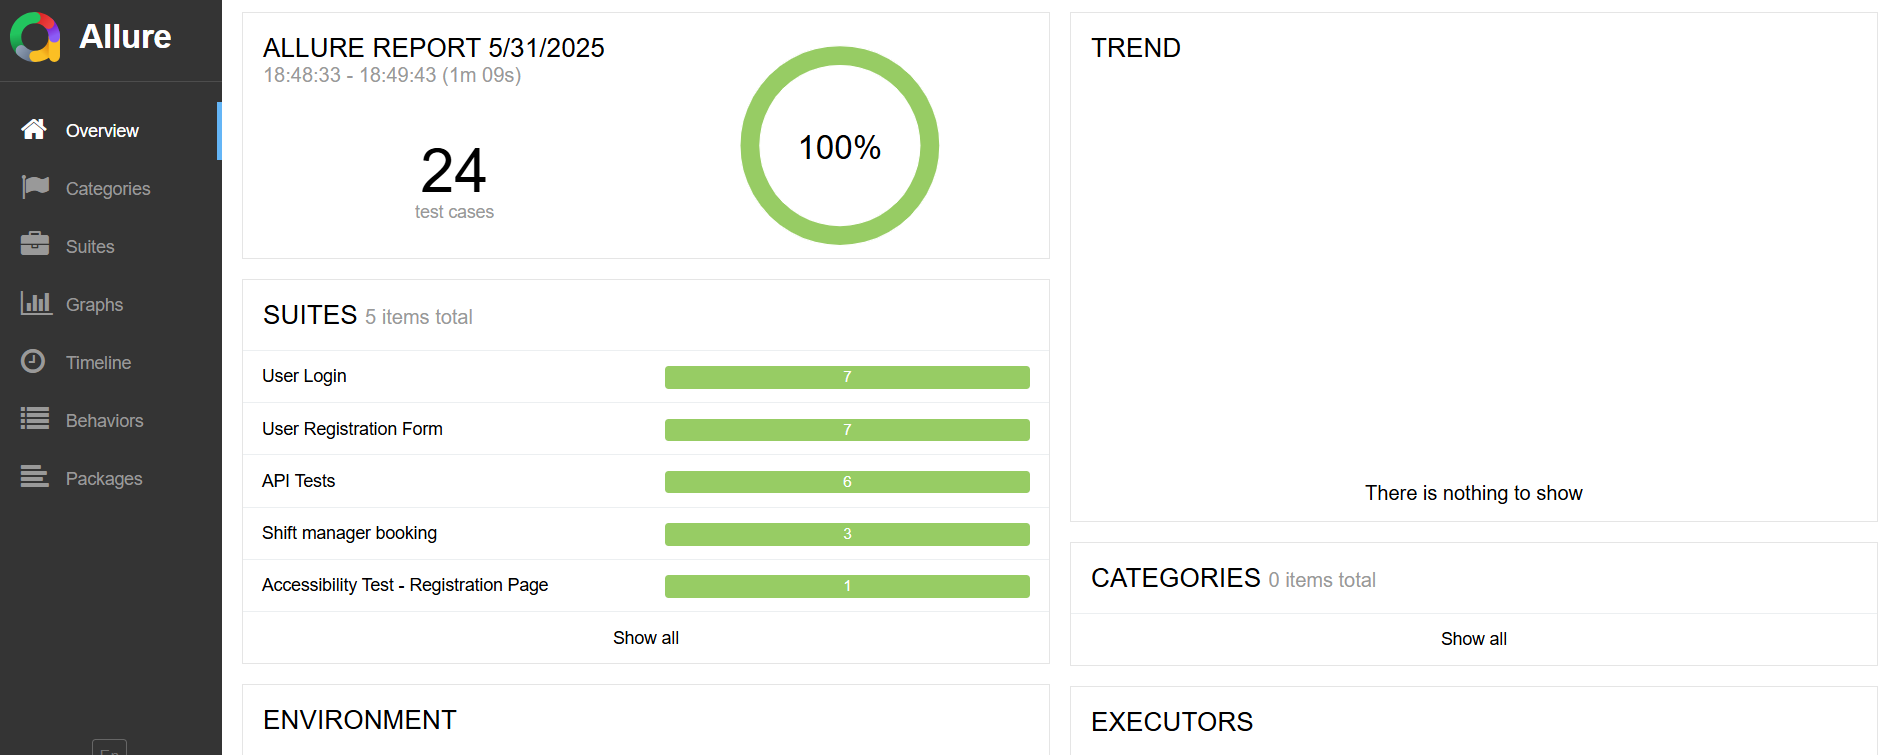 Allure
Overview
Categories
Suites
Graphs
Timeline
Behaviors
Packages
En
ALLURE REPORT 5/31/2025
18:48:33 - 18:49:43 (1m 09s)
24
test cases
100%
SUITES 5 items total
User Login 7
User Registration Form 7
API Tests 6
Shift manager booking 3
Accessibility Test - Registration Page 1
Show all
ENVIRONMENT
TREND
There is nothing to show
CATEGORIES 0 items total
Show all
EXECUTORS